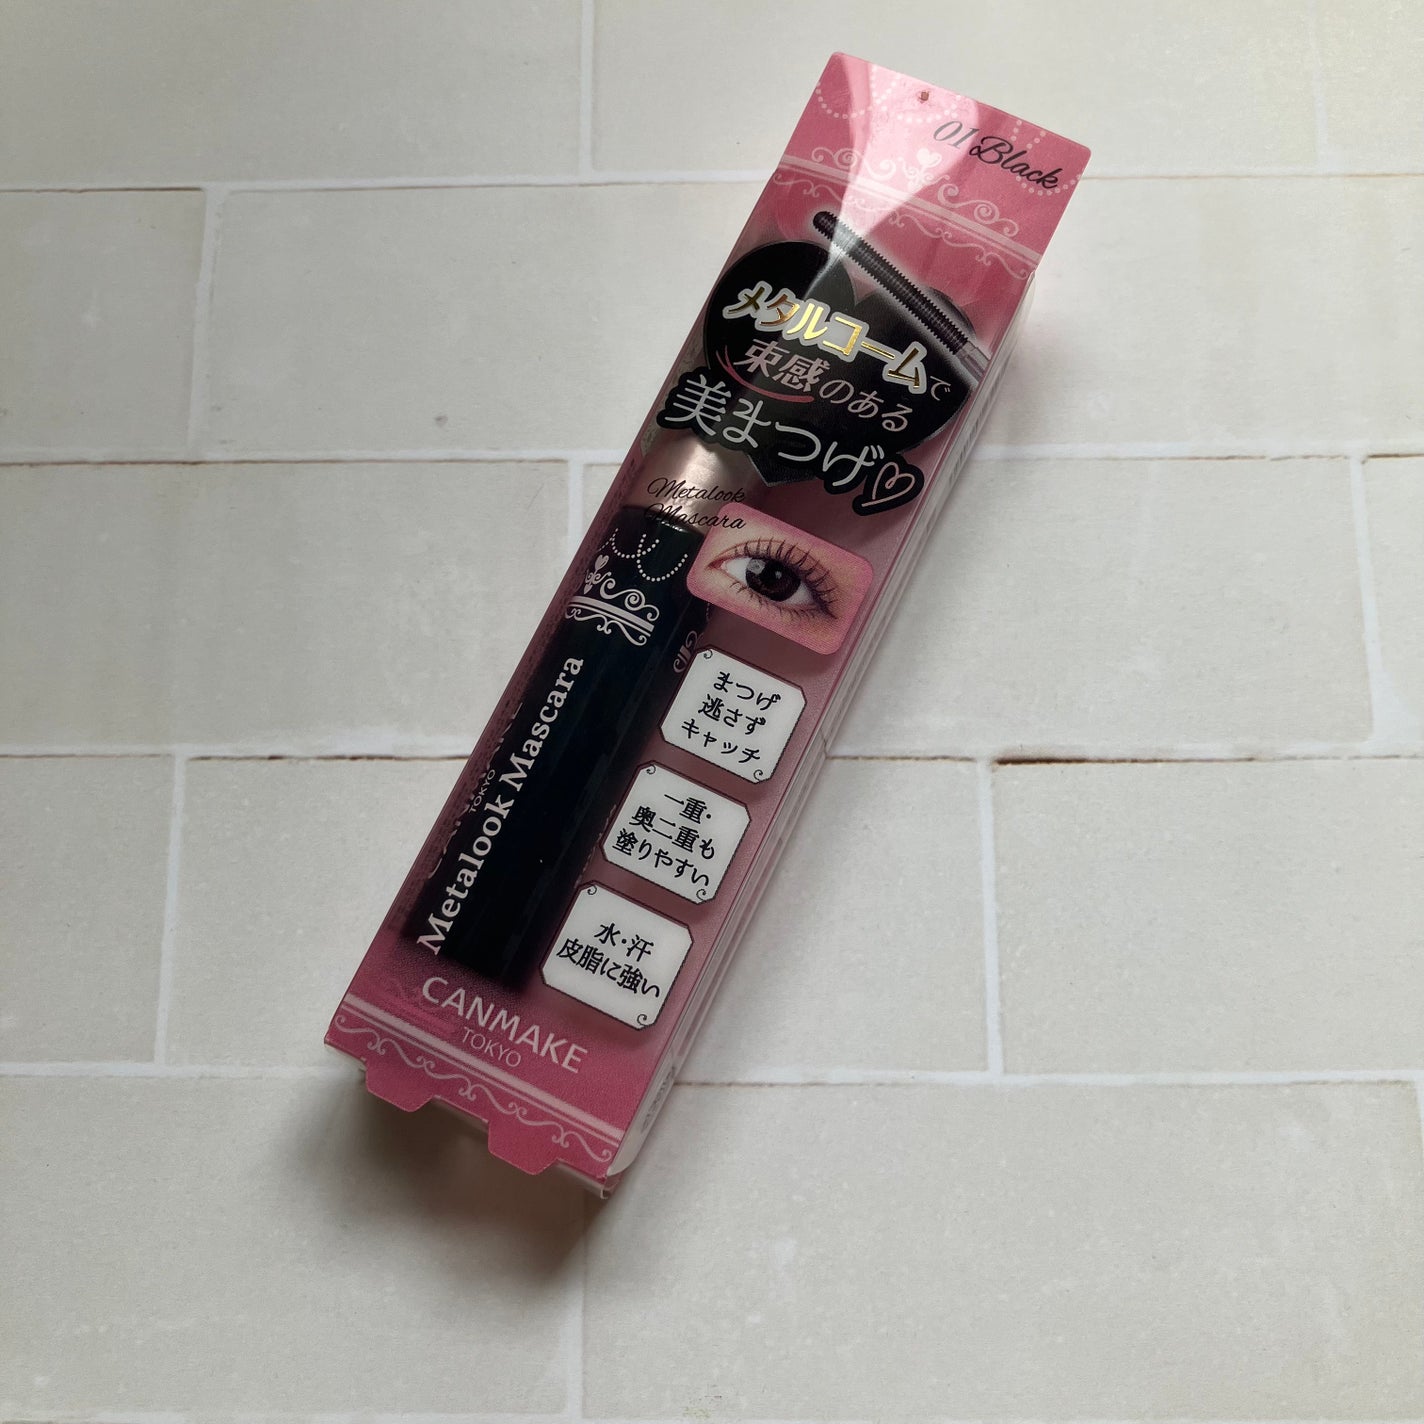 01 Black
メタルコームで
束感のある
美まつげ
Metalook
Mascara
まつげ
逃さず
キャッチ
一重・
奥二重も
塗りやすい
水・汗
皮脂に強い
TOKYO
Metalook Mascara
CANMAKE
TOKYO